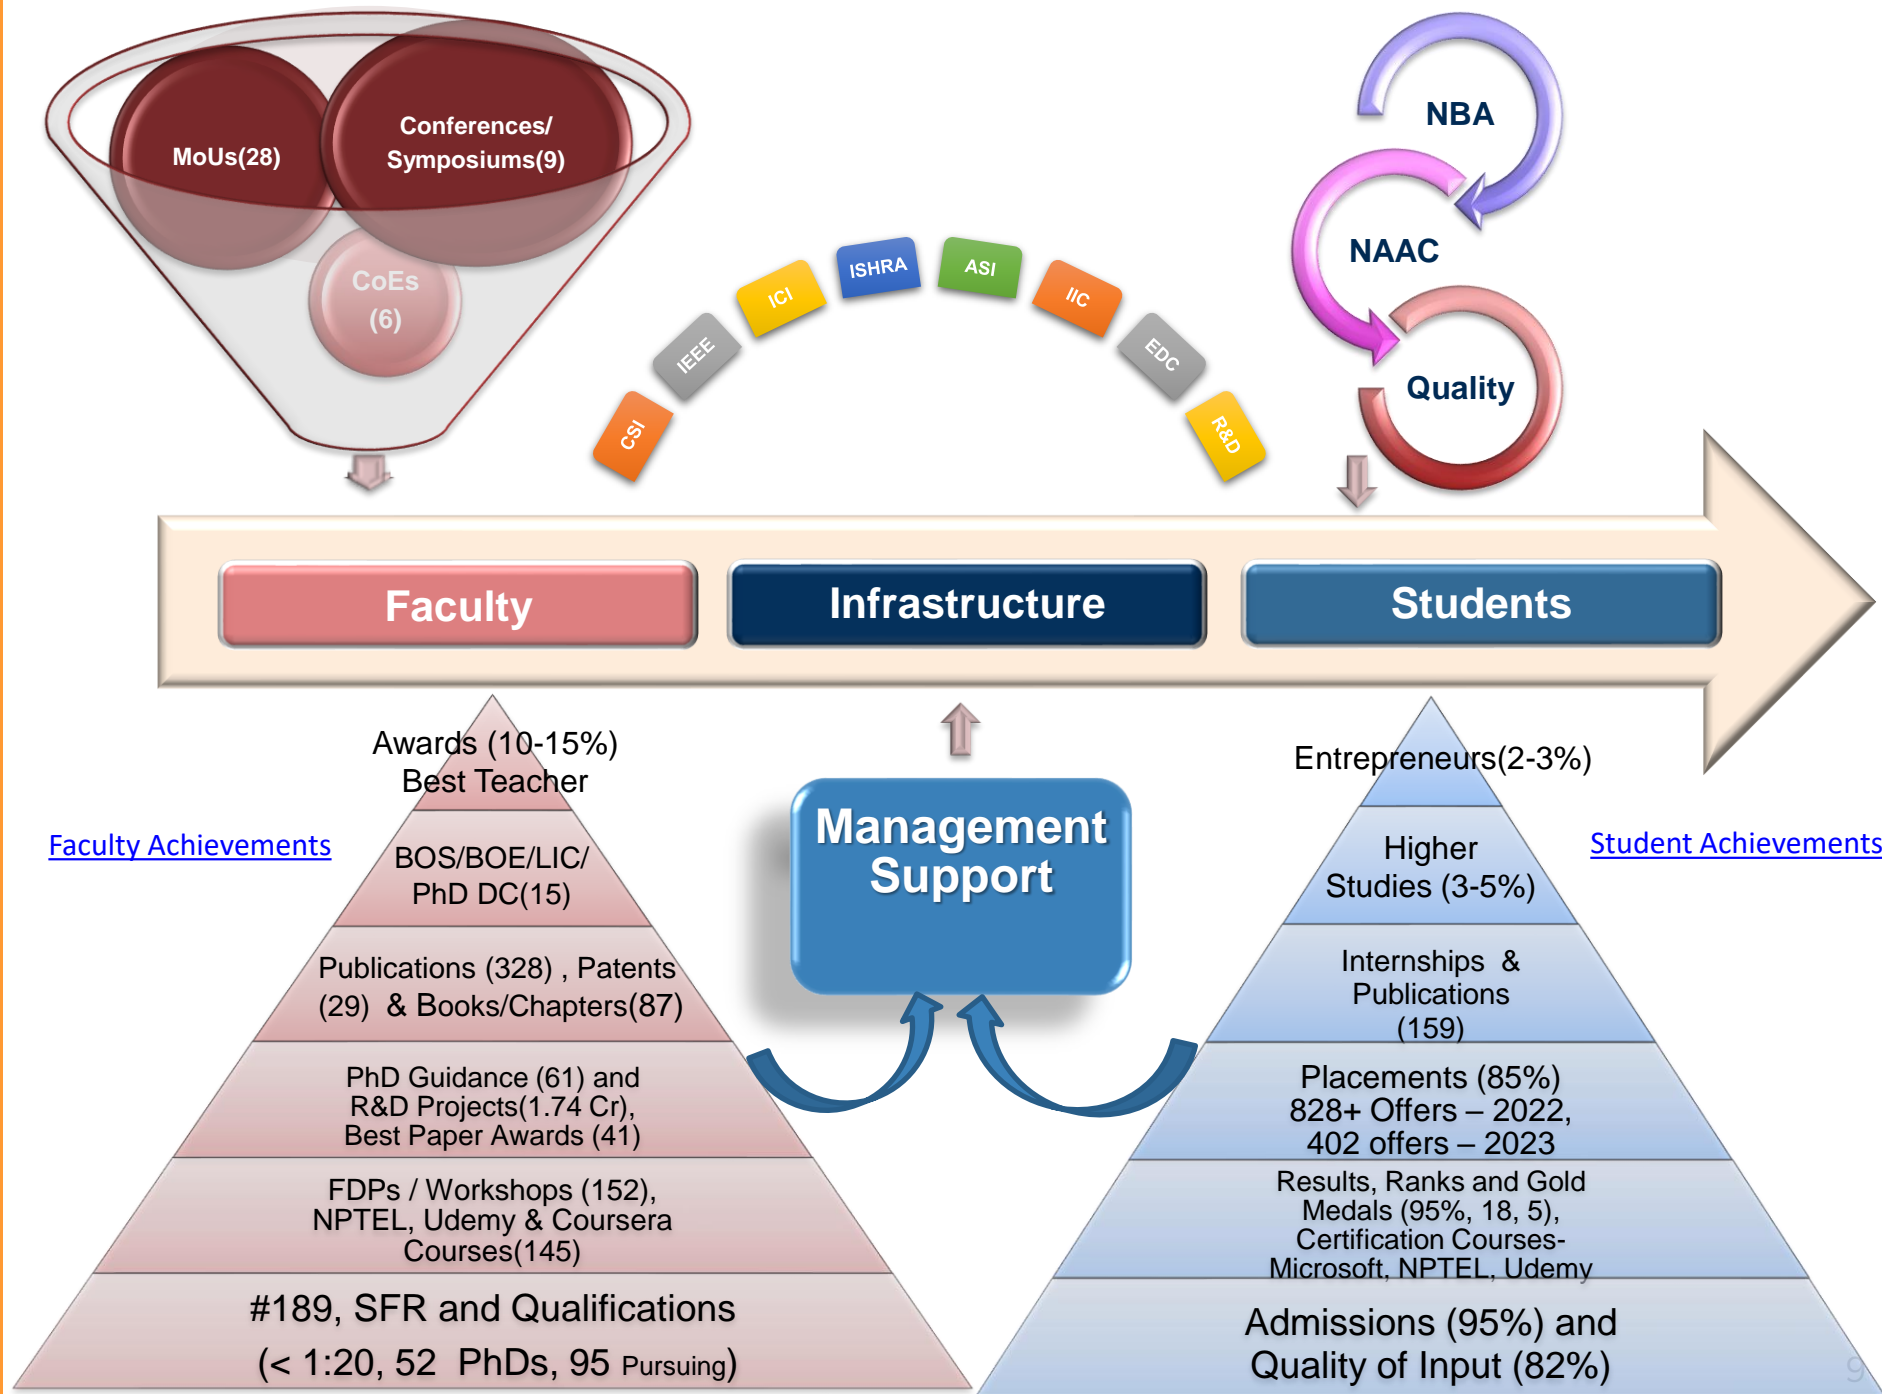 MoUs(28)
Conferences/
Symposiums(9)
CoEs
(6)
CSI
IEEE
ICI
ISHRA
ASI
IIC
EDC
R&D
NBA
NAAC
Quality
Faculty
Infrastructure
Students
Faculty Achievements
Awards (10-15%)
Best Teacher
BOS/BOE/LIC/
PhD DC(15)
Publications (328) , Patents
(29)  & Books/Chapters(87)
PhD Guidance (61) and
R&D Projects(1.74 Cr),
Best Paper Awards (41)
FDPs / Workshops (152),
NPTEL, Udemy & Coursera
Courses(145)
#189, SFR and Qualifications
(< 1:20, 52  PhDs, 95 Pursuing)
Management
Support
Entrepreneurs(2-3%)
Higher
Studies (3-5%)
Internships  &
Publications
(159)
Placements (85%)
828+ Offers – 2022,
402 offers – 2023
Results, Ranks and Gold
Medals (95%, 18, 5),
Certification Courses-
Microsoft, NPTEL, Udemy
Admissions (95%) and
Quality of Input (82%)
Student Achievements
9